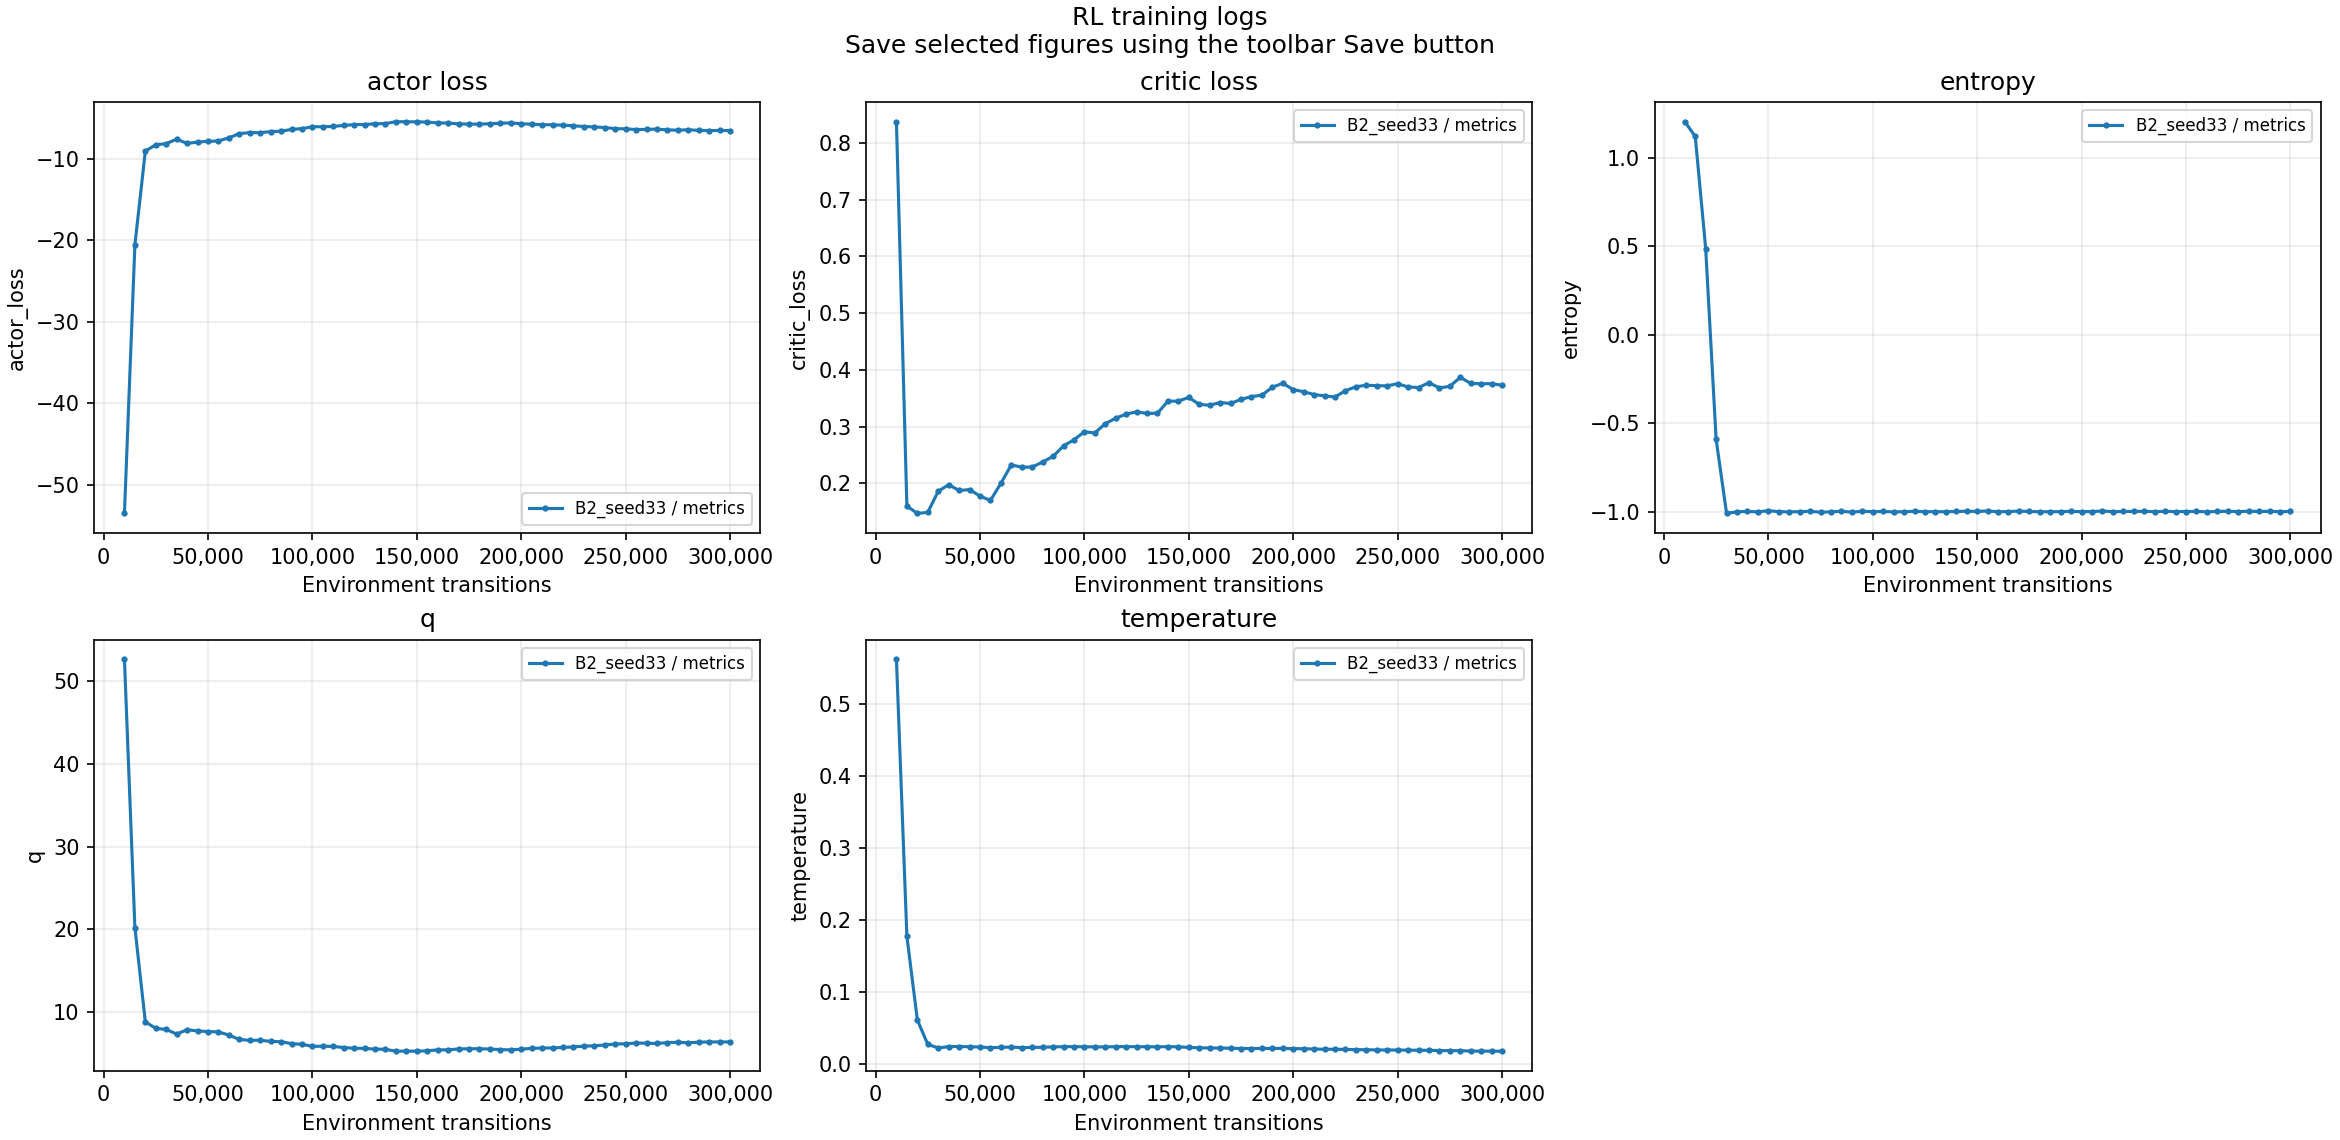 RL training logs
Save selected figures using the toolbar Save button
actor loss
actor_loss
−10
−20
−30
−40
−50
B2_seed33 / metrics
0 50,000 100,000 150,000 200,000 250,000 300,000
Environment transitions
critic loss
critic_loss
0.8
0.7
0.6
0.5
0.4
0.3
0.2
B2_seed33 / metrics
0 50,000 100,000 150,000 200,000 250,000 300,000
Environment transitions
entropy
entropy
1.0
0.5
0.0
−0.5
−1.0
B2_seed33 / metrics
0 50,000 100,000 150,000 200,000 250,000 300,000
Environment transitions
q
q
50
40
30
20
10
B2_seed33 / metrics
0 50,000 100,000 150,000 200,000 250,000 300,000
Environment transitions
temperature
temperature
0.5
0.4
0.3
0.2
0.1
0.0
B2_seed33 / metrics
0 50,000 100,000 150,000 200,000 250,000 300,000
Environment transitions